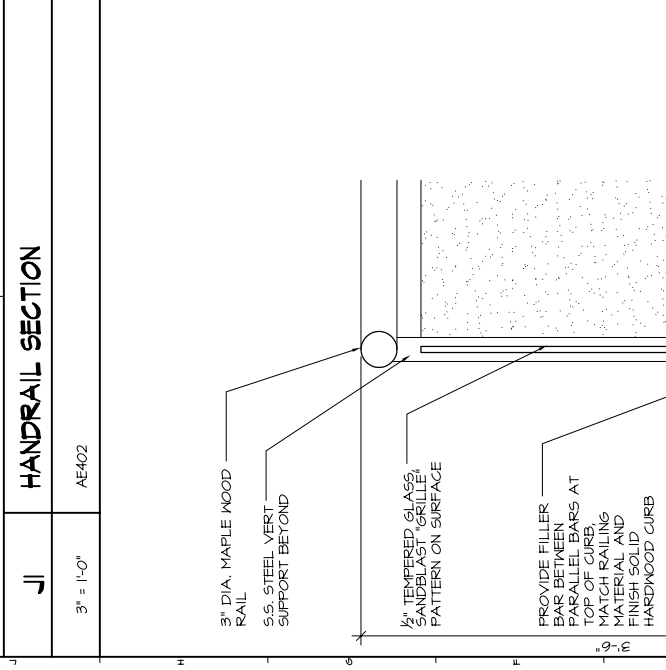 J1
HANDRAIL SECTION
3" = 1'-0"
AE402
3" DIA. MAPLE WOOD
RAIL
S.S. STEEL VERT
SUPPORT BEYOND
½" TEMPERED GLASS,
SANDBLAST "GRILLE"
PATTERN ON SURFACE
PROVIDE FILLER
BAR BETWEEN
PARALLEL BARS AT
TOP OF CURB,
MATCH RAILING
MATERIAL AND
FINISH SOLID
HARDWOOD CURB
3'-6"
J
H
G
F